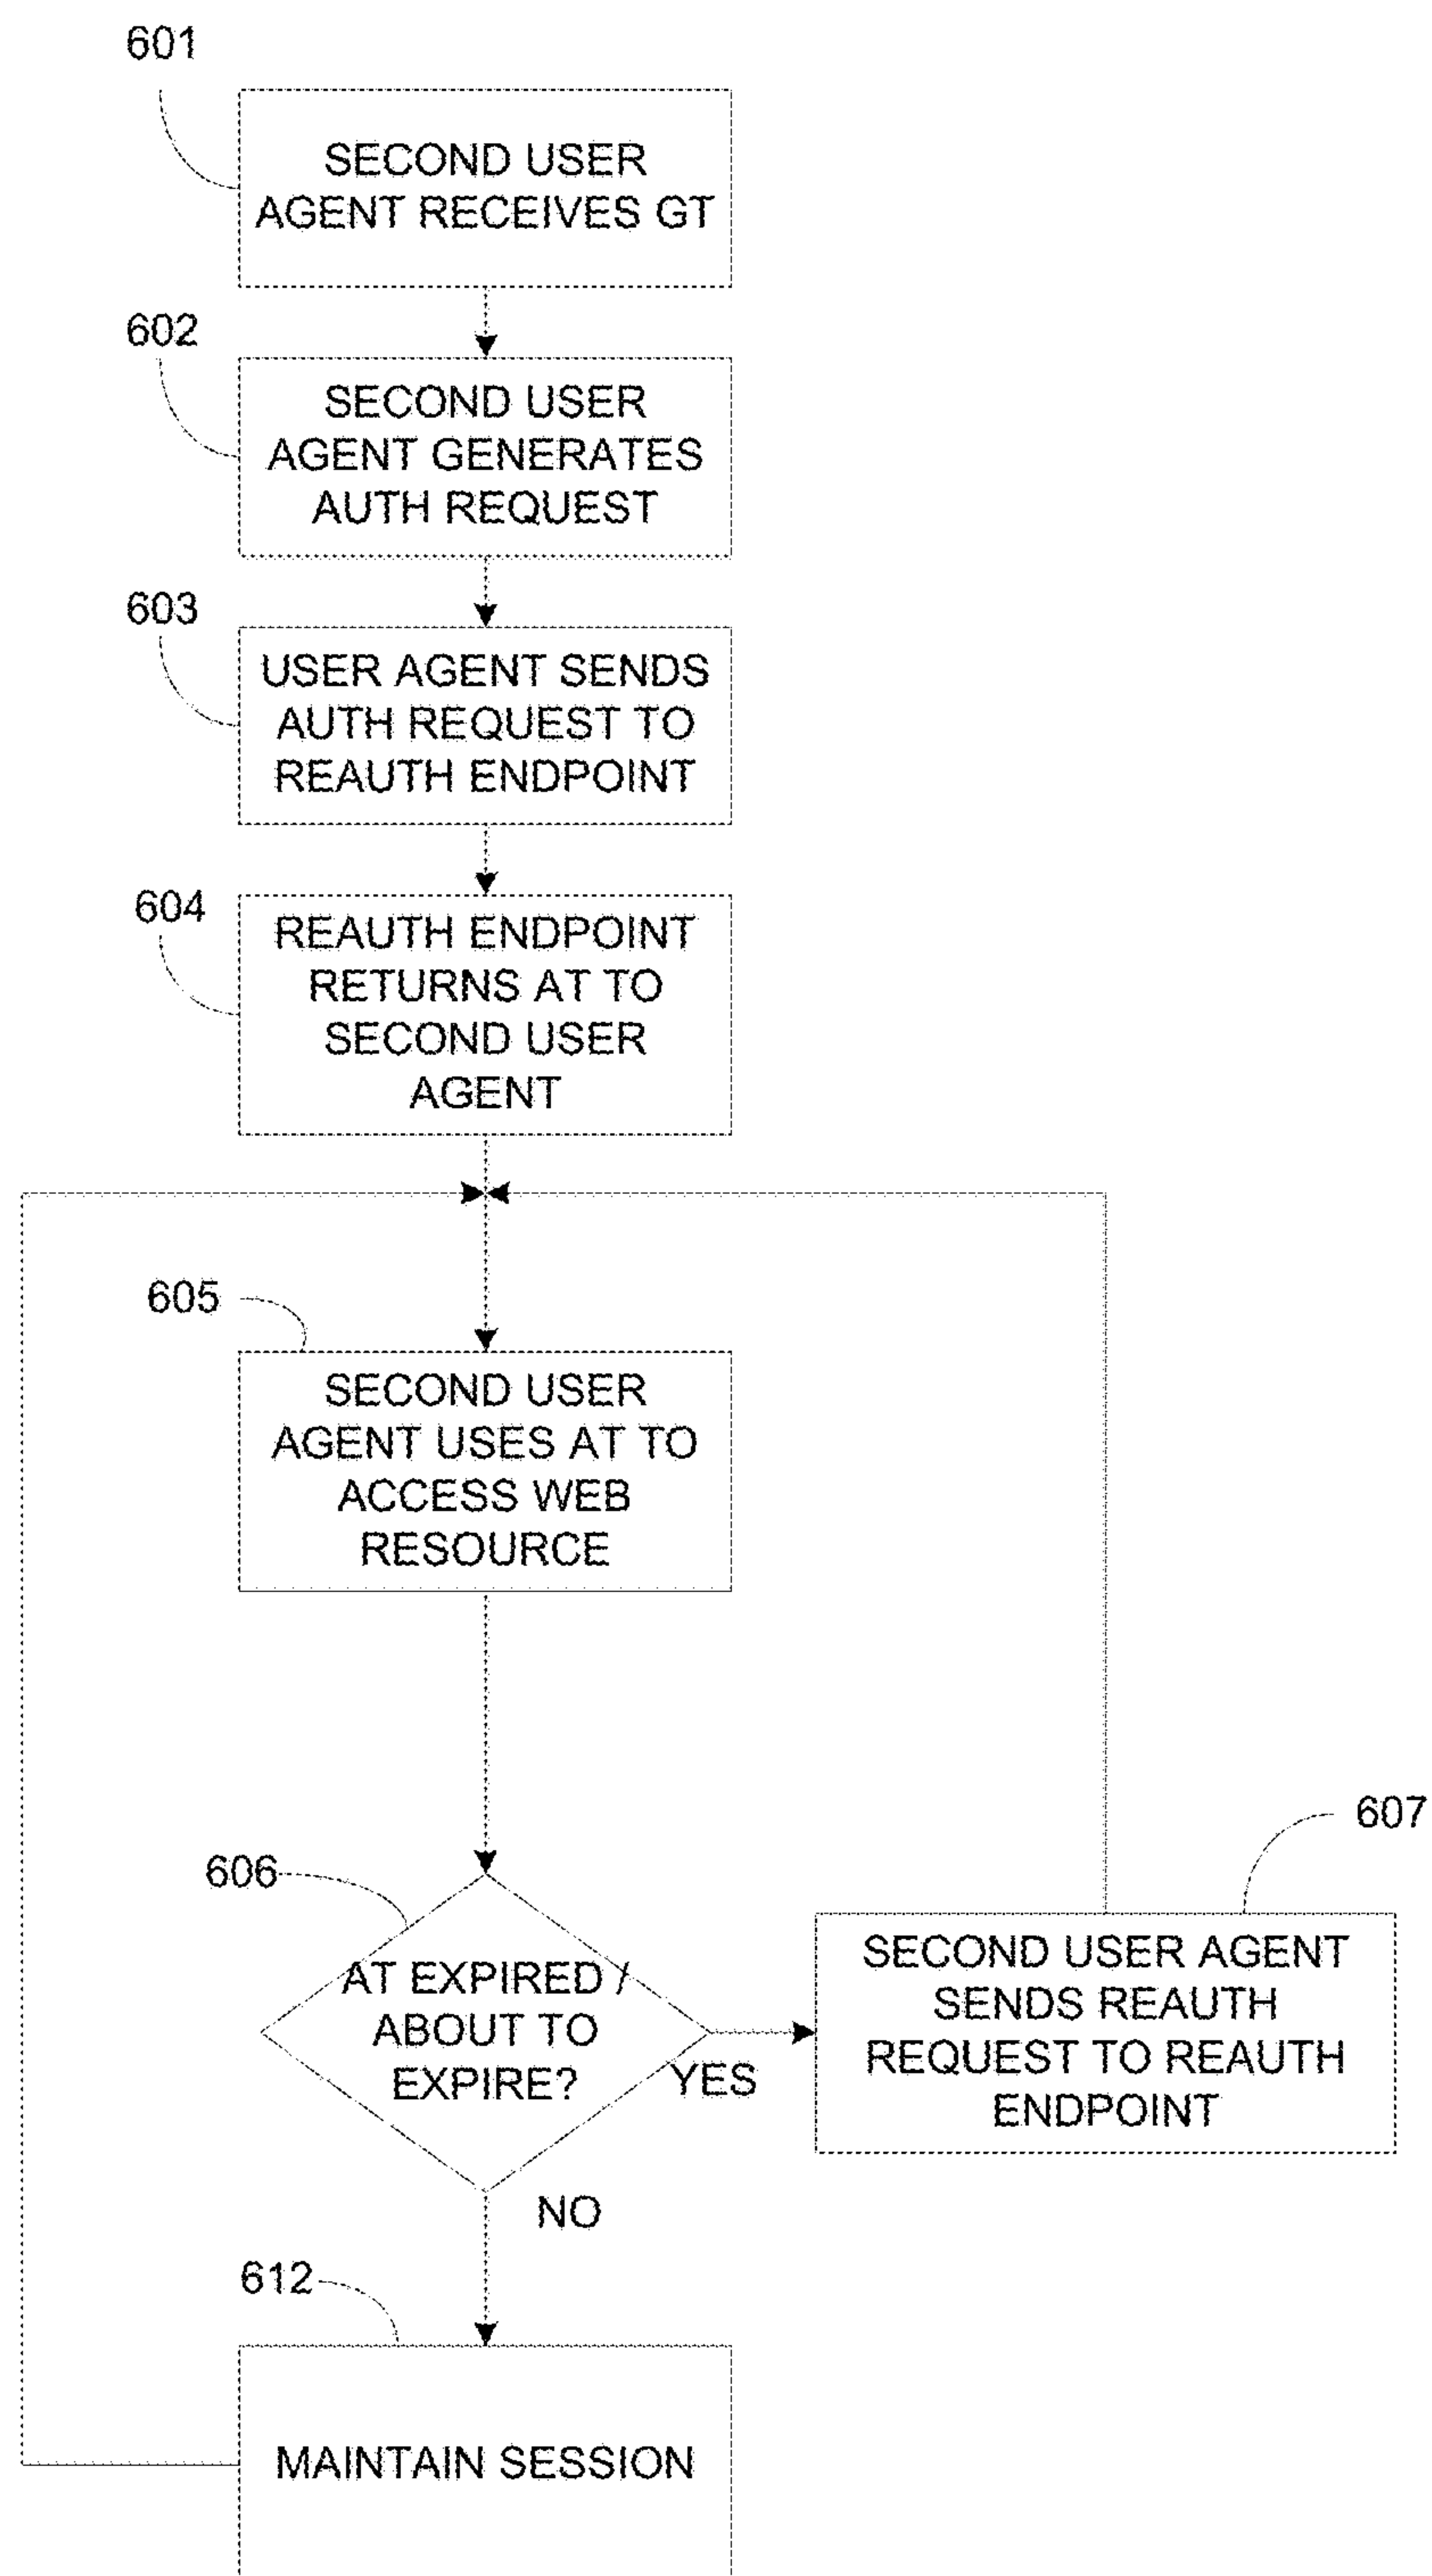 601
SECOND USER
AGENT RECEIVES GT
602
SECOND USER
AGENT GENERATES
AUTH REQUEST
603
USER AGENT SENDS
AUTH REQUEST TO
REAUTH ENDPOINT
604
REAUTH ENDPOINT
RETURNS AT TO
SECOND USER
AGENT
605
SECOND USER
AGENT USES AT TO
ACCESS WEB
RESOURCE
606
AT EXPIRED /
ABOUT TO
EXPIRE?
YES
607
SECOND USER AGENT
SENDS REAUTH
REQUEST TO REAUTH
ENDPOINT
NO
612
MAINTAIN SESSION